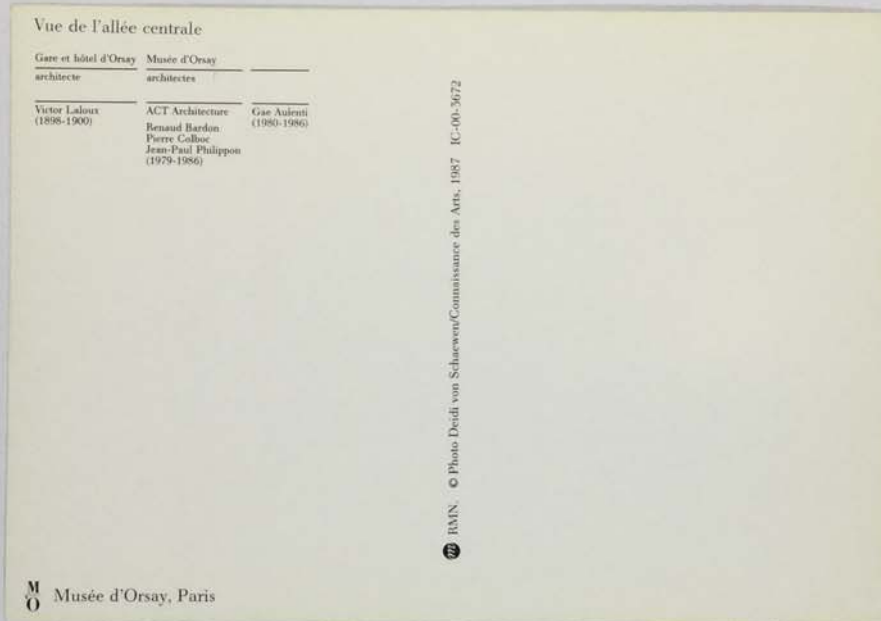 Vue de l'allée centrale
Gare et hôtel d'Orsay
architecte
Victor Laloux
(1898-1900)
Musée d'Orsay
architectes
ACT Architecture
Renaud Bardon
Pierre Colboc
Jean-Paul Philippon
(1979-1986)
Gae Aulenti
(1980-1986)
m RMN. © Photo Deidi von Schaewen/Connaissance des Arts, 1987 IC-00-3672
MO Musée d'Orsay, Paris